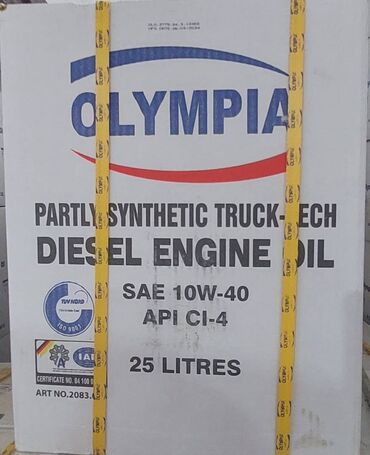 OLYMPIA
PARTLY SYNTHETIC TRUCK-TECH
DIESEL ENGINE OIL
SAE 10W-40
API CI-4
TUV NORD
ISO 9001
25 LITRES
IAF
CERTIFICATE NO. 04 100
ART NO.2083.